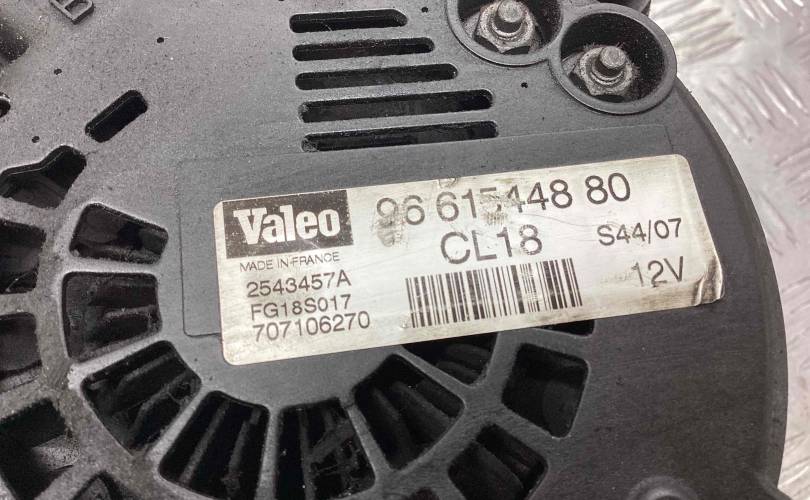 Valeo
96 615448 80
CL18
S44/07
12V
MADE IN FRANCE
2543457A
FG18S017
707106270